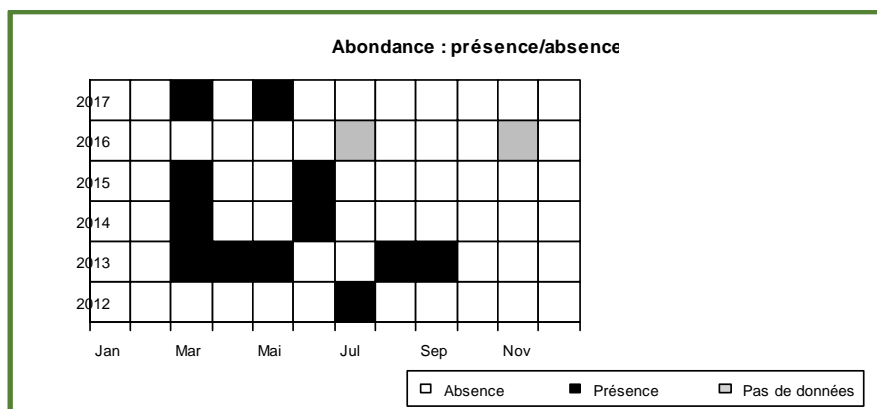 Abondance : présence/absence
2017
2016
2015
2014
2013
2012
Jan Mar Mai Jul Sep Nov
Absence Présence Pas de données